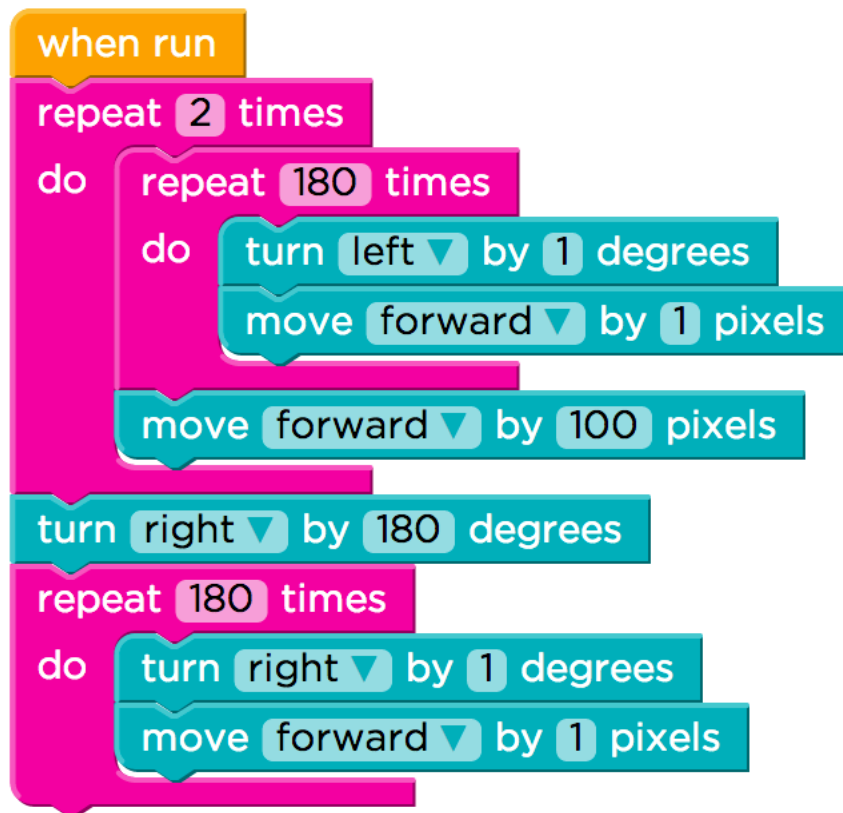 when run
repeat 2 times
do repeat 180 times
do turn left ▼ by 1 degrees
move forward ▼ by 1 pixels
move forward ▼ by 100 pixels
turn right ▼ by 180 degrees
repeat 180 times
do turn right ▼ by 1 degrees
move forward ▼ by 1 pixels